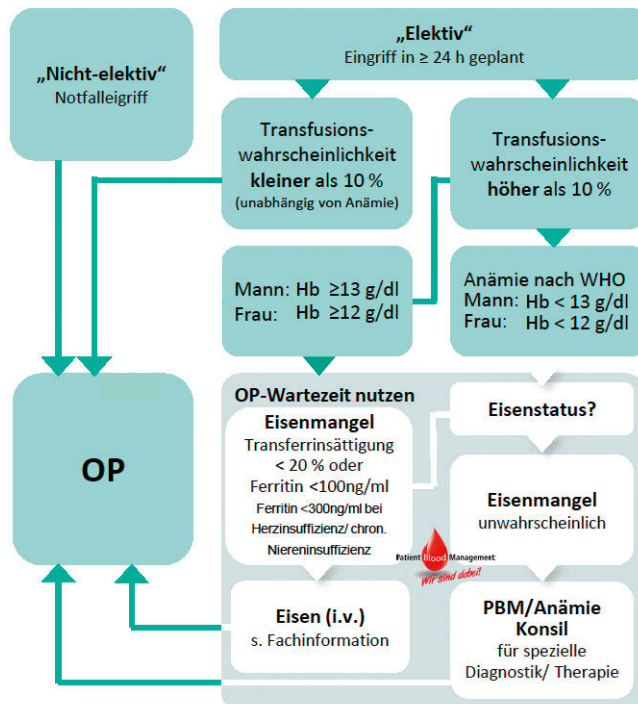 „Elektiv“
Eingriff in ≥ 24 h geplant
„Nicht-elektiv“
Notfalleigriff
Transfusions-
wahrscheinlichkeit
kleiner als 10 %
(unabhängig von Anämie)
Transfusions-
wahrscheinlichkeit
höher als 10 %
Mann: Hb ≥13 g/dl
Frau: Hb ≥12 g/dl
Anämie nach WHO
Mann: Hb < 13 g/dl
Frau: Hb < 12 g/dl
OP
OP-Wartezeit nutzen
Eisenmangel
Transferrinsättigung
< 20 % oder
Ferritin <100ng/ml
Ferritin <300ng/ml bei
Herzinsuffizienz/ chron.
Niereninsuffizienz
Eisenstatus?
Eisenmangel
unwahrscheinlich
Patient Blood Management
Wir sind dabei!
Eisen (i.v.)
s. Fachinformation
PBM/Anämie
Konsil
für spezielle
Diagnostik/ Therapie